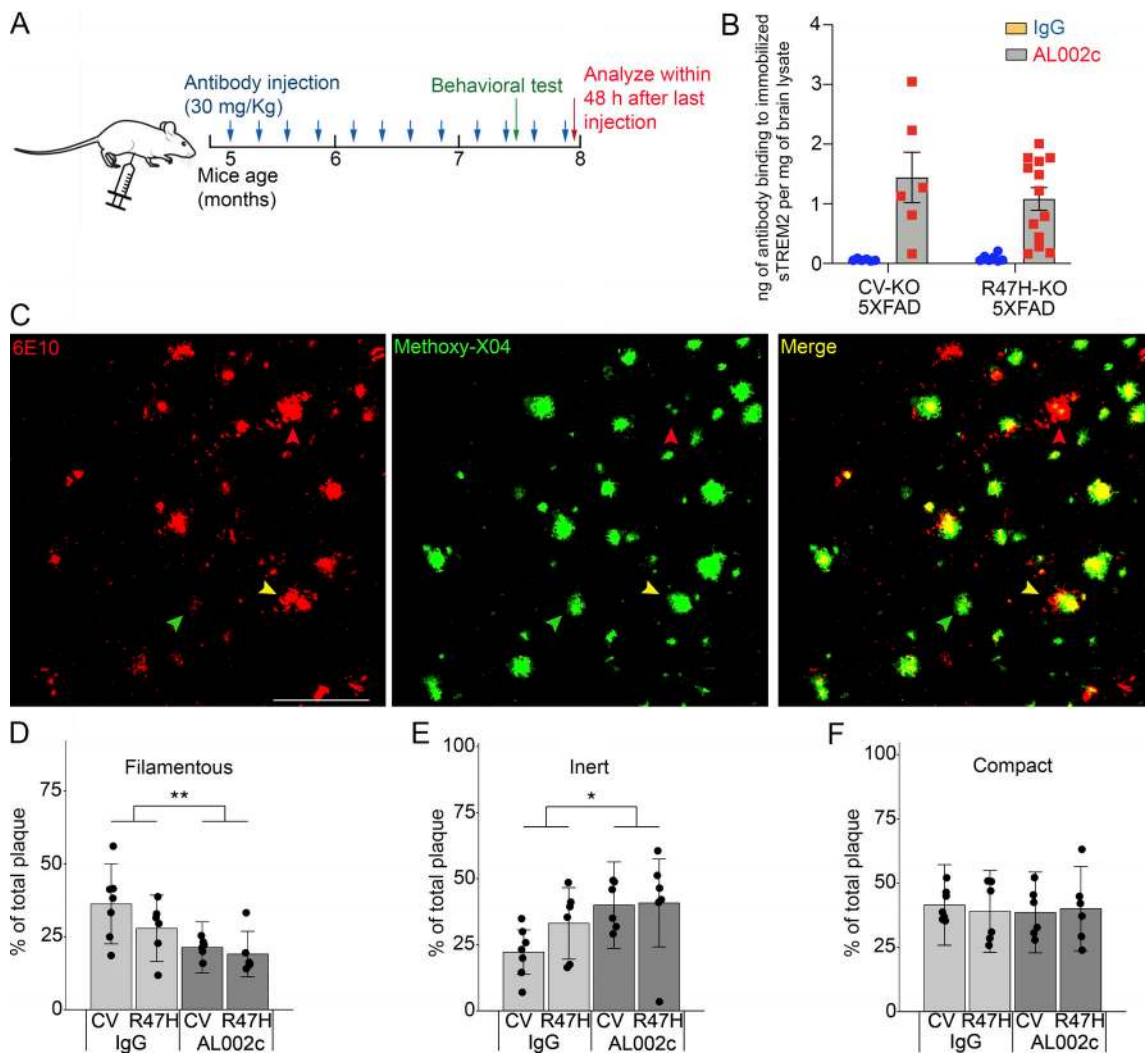 A
Antibody injection
(30 mg/Kg)
Behavioral test
Analyze within
48 h after last
injection
5
6
7
8
Mice age
(months)
B
IgG
AL002c
ng of antibody binding to immobilized
sTREM2 per mg of brain lysate
4
3
2
1
0
CV-KO
5XFAD
R47H-KO
5XFAD
C
6E10
Methoxy-X04
Merge
D
Filamentous
**
% of total plaque
75
50
25
0
CV R47H CV R47H
IgG AL002c
E
Inert
*
% of total plaque
100
75
50
25
0
CV R47H CV R47H
IgG AL002c
F
Compact
% of total plaque
100
75
50
25
0
CV R47H CV R47H
IgG AL002c